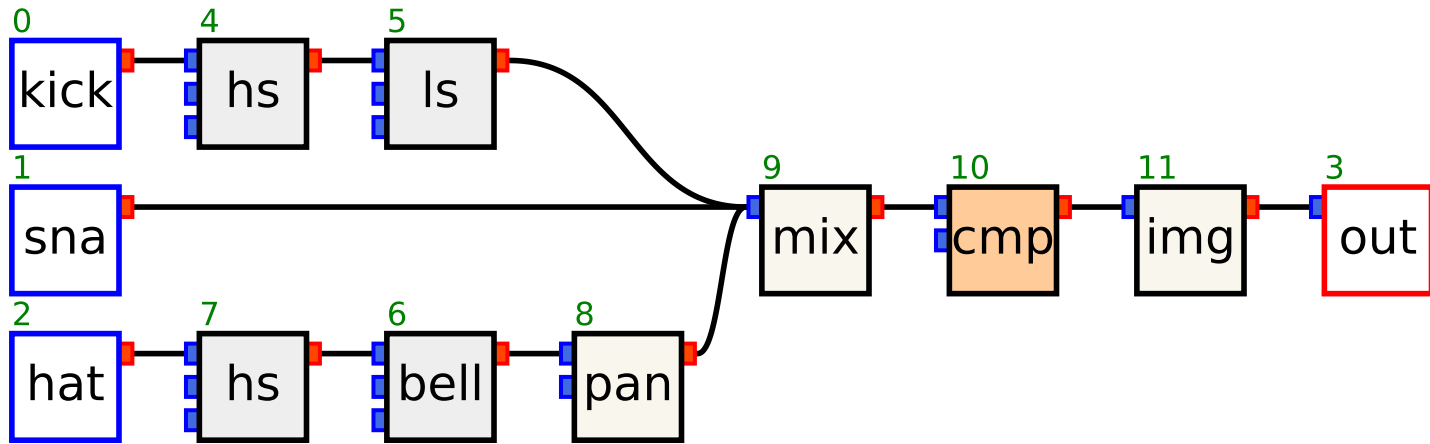 0 4 5
kick hs ls
1 9 10 11 3
sna mix cmp img out
2 7 6 8
hat hs bell pan